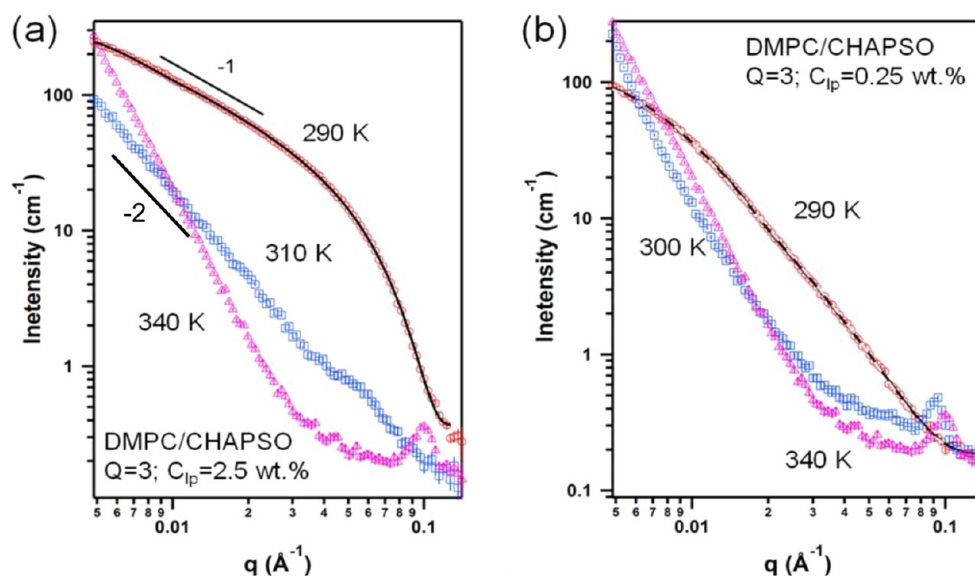 (a)
Inetensity (cm⁻¹)
100
10
1
-1
290 K
-2
310 K
340 K
DMPC/CHAPSO
Q=3; C_lp=2.5 wt.%
5 6 7 8 9 0.01 2 3 4 5 6 7 8 9 0.1
q (Å⁻¹)
(b)
Inetensity (cm⁻¹)
100
10
1
0.1
DMPC/CHAPSO
Q=3; C_lp=0.25 wt.%
290 K
300 K
340 K
5 6 7 8 9 0.01 2 3 4 5 6 7 8 9 0.1
q (Å⁻¹)